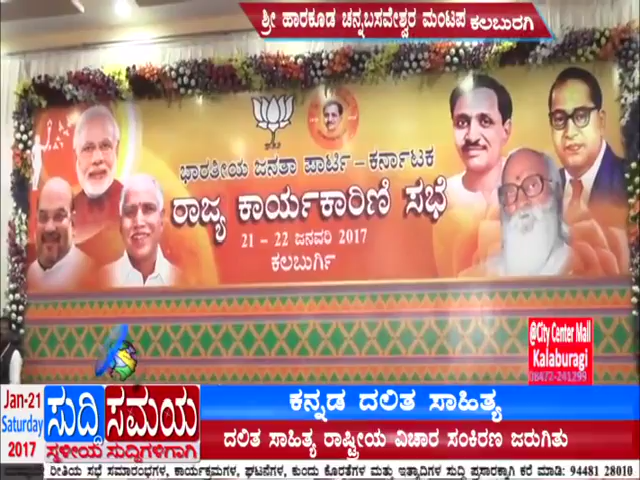 ಶ್ರೀ ಹಾರಕೂಡ ಚನ್ನಬಸವೇಶ್ವರ ಮಂಟಪ ಕಲಬುರಗಿ
ಭಾರತೀಯ ಜನತಾ ಪಾರ್ಟಿ - ಕರ್ನಾಟಕ
ರಾಜ್ಯ ಕಾರ್ಯಕಾರಿಣಿ ಸಭೆ
21 - 22 ಜನವರಿ 2017
ಕಲಬುರ್ಗಿ
@City Center Mall
Kalaburagi
08472-241299
Jan-21
Saturday
2017
ಸುದ್ದಿ ಸಮಯ
ಸ್ಥಳೀಯ ಸುದ್ದಿಗಳಿಗಾಗಿ
ಕನ್ನಡ ದಲಿತ ಸಾಹಿತ್ಯ
ದಲಿತ ಸಾಹಿತ್ಯ ರಾಷ್ಟ್ರೀಯ ವಿಚಾರ ಸಂಕಿರಣ ಜರುಗಿತು
ರೀತಿಯ ಸಭೆ ಸಮಾರಂಭಗಳ, ಕಾರ್ಯಕ್ರಮಗಳ, ಘಟನೆಗಳ, ಕುಂದು ಕೊರತೆಗಳ ಮತ್ತು ಇತ್ಯಾದಿಗಳ ಸುದ್ದಿ ಪ್ರಸಾರಕ್ಕಾಗಿ ಕರೆ ಮಾಡಿ: 94481 28010